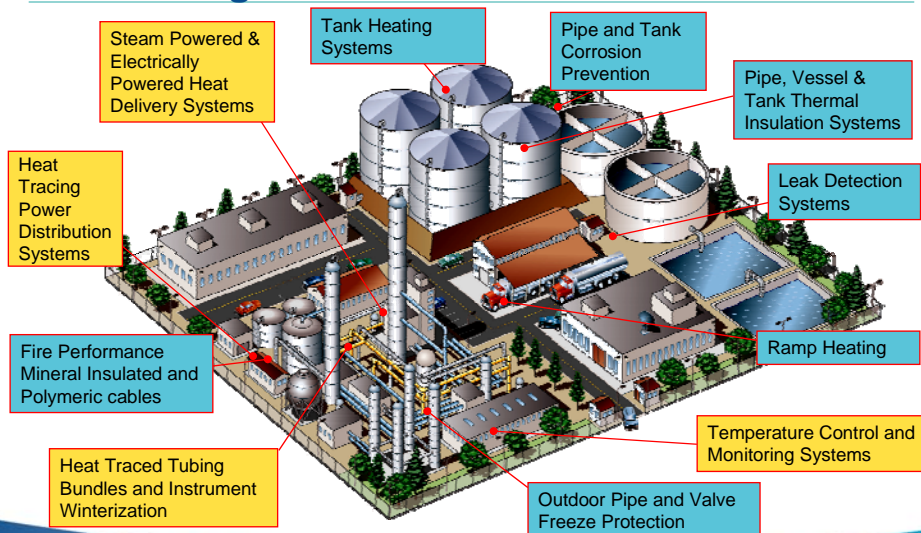 Steam Powered &
Electrically
Powered Heat
Delivery Systems
Tank Heating
Systems
Pipe and Tank
Corrosion
Prevention
Pipe, Vessel &
Tank Thermal
Insulation Systems
Heat
Tracing
Power
Distribution
Systems
Leak Detection
Systems
Fire Performance
Mineral Insulated and
Polymeric cables
Ramp Heating
Heat Traced Tubing
Bundles and Instrument
Winterization
Temperature Control and
Monitoring Systems
Outdoor Pipe and Valve
Freeze Protection